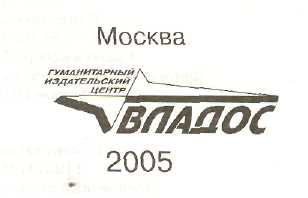 Москва
ГУМАНИТАРНЫЙ
ИЗДАТЕЛЬСКИЙ
ЦЕНТР
ВЛАДОС
2005